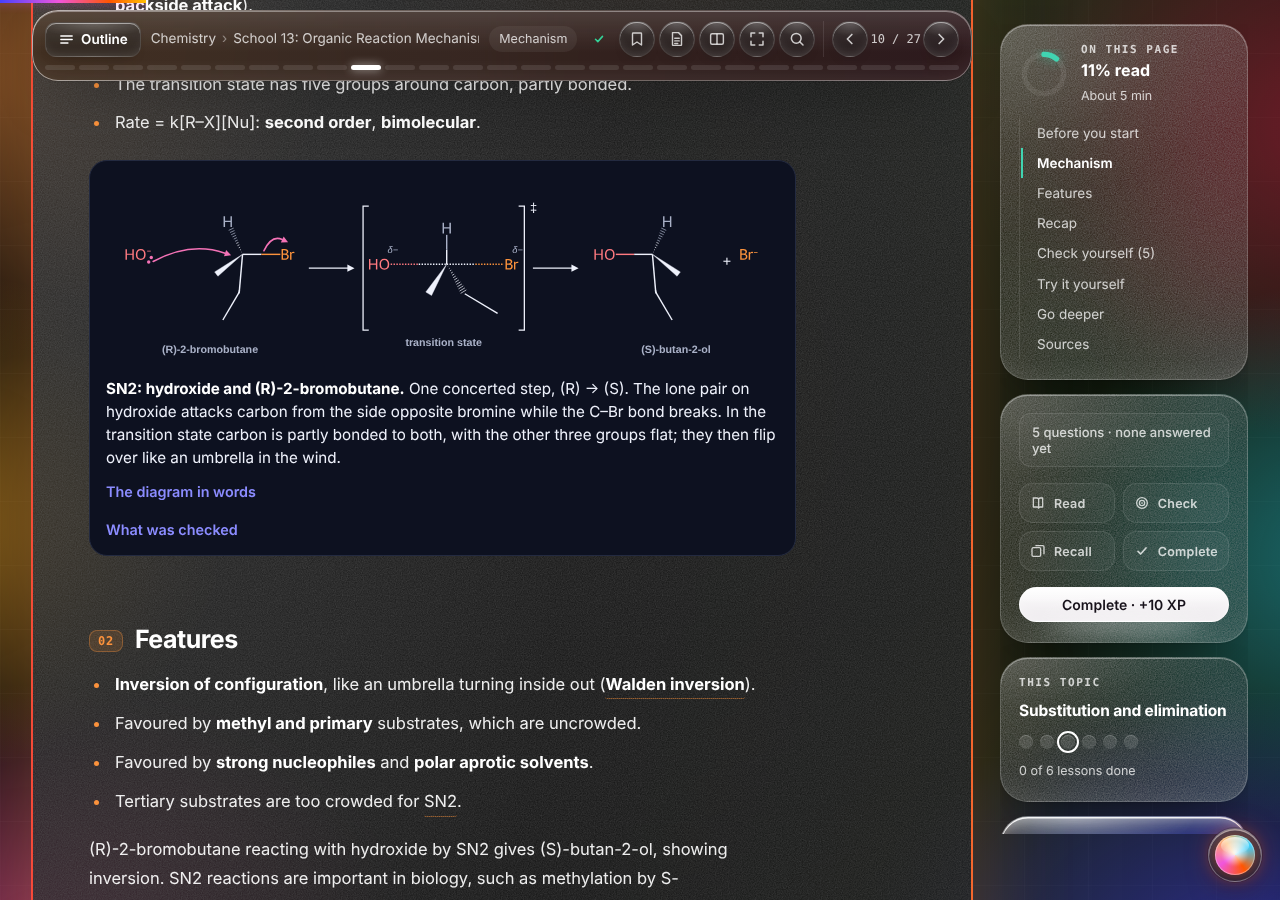 backside attack).
Outline
Chemistry › School 13: Organic Reaction Mechanis
Mechanism
10 / 27
The transition state has five groups around carbon, partly bonded.
Rate = k[R–X][Nu]: second order, bimolecular.
H
HO⁻
Br
(R)-2-bromobutane
‡
H
δ–
δ–
HO
Br
transition state
H
HO
+ Br⁻
(S)-butan-2-ol
SN2: hydroxide and (R)-2-bromobutane. One concerted step, (R) → (S). The lone pair on
hydroxide attacks carbon from the side opposite bromine while the C–Br bond breaks. In the
transition state carbon is partly bonded to both, with the other three groups flat; they then flip
over like an umbrella in the wind.
The diagram in words
What was checked
02 Features
Inversion of configuration, like an umbrella turning inside out (Walden inversion).
Favoured by methyl and primary substrates, which are uncrowded.
Favoured by strong nucleophiles and polar aprotic solvents.
Tertiary substrates are too crowded for SN2.
(R)-2-bromobutane reacting with hydroxide by SN2 gives (S)-butan-2-ol, showing
inversion. SN2 reactions are important in biology, such as methylation by S-
ON THIS PAGE
11% read
About 5 min
Before you start
Mechanism
Features
Recap
Check yourself (5)
Try it yourself
Go deeper
Sources
5 questions · none answered
yet
Read
Check
Recall
Complete
Complete · +10 XP
THIS TOPIC
Substitution and elimination
0 of 6 lessons done